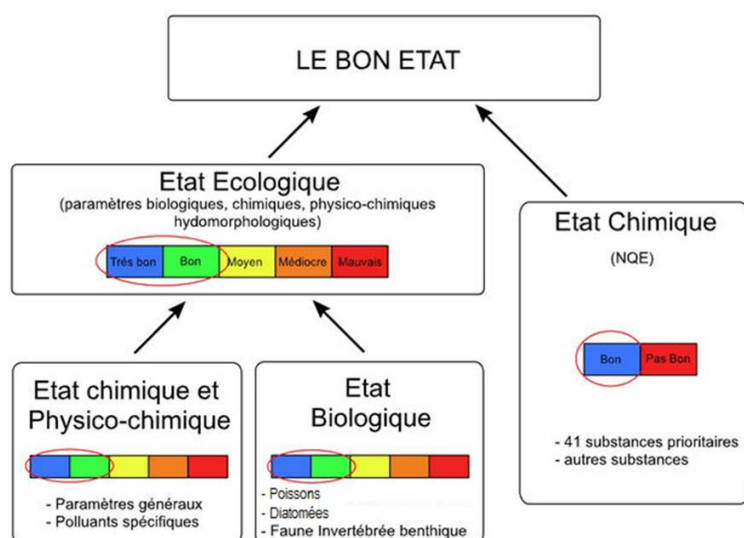 LE BON ETAT
Etat Ecologique
(paramètres biologiques, chimiques, physico-chimiques
hydomorphologiques)
Trés bon
Bon
Moyen
Médiocre
Mauvais
Etat Chimique
(NQE)
Bon
Pas Bon
- 41 substances prioritaires
- autres substances
Etat chimique et
Physico-chimique
- Paramètres généraux
- Polluants spécifiques
Etat
Biologique
- Poissons
- Diatomées
- Faune Invertébrée benthique